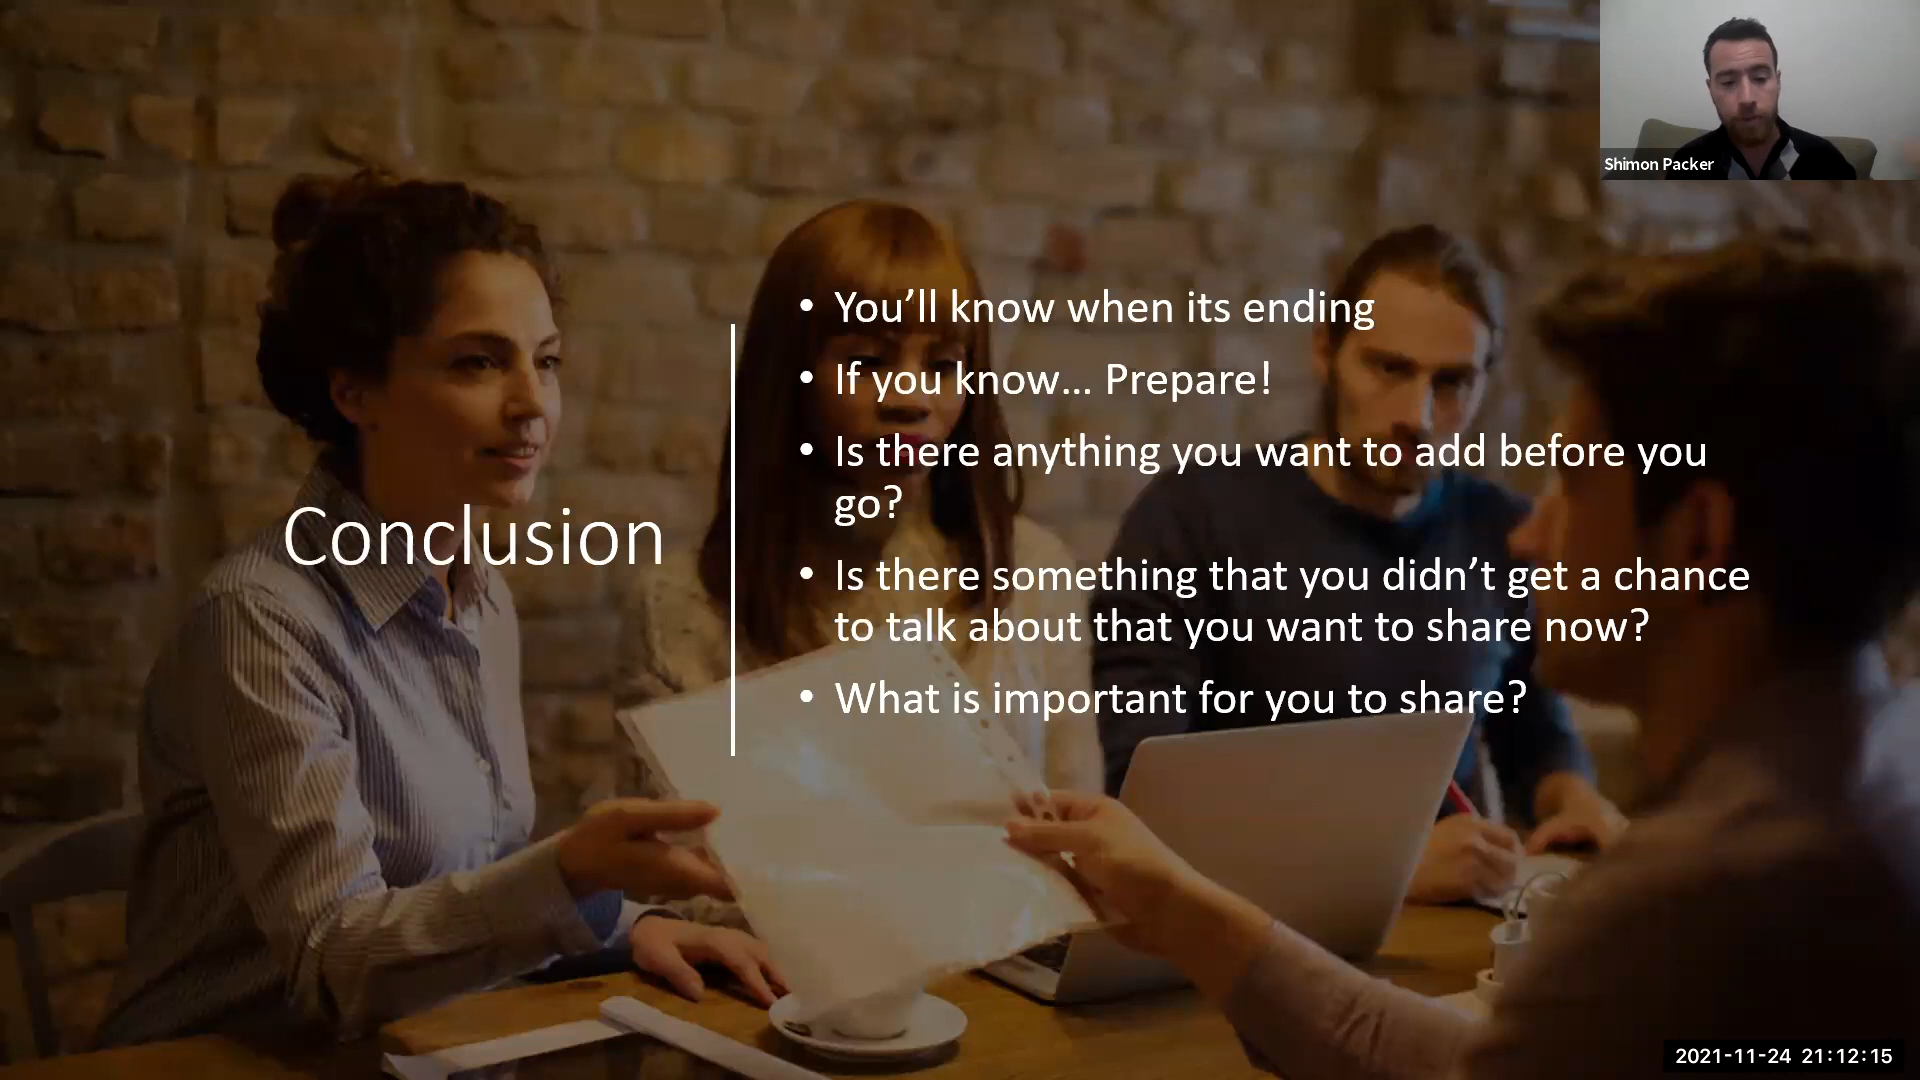 Shimon Packer
Conclusion
• You’ll know when its ending
• If you know... Prepare!
• Is there anything you want to add before you
go?
• Is there something that you didn’t get a chance
to talk about that you want to share now?
• What is important for you to share?
2021-11-24 21:12:15